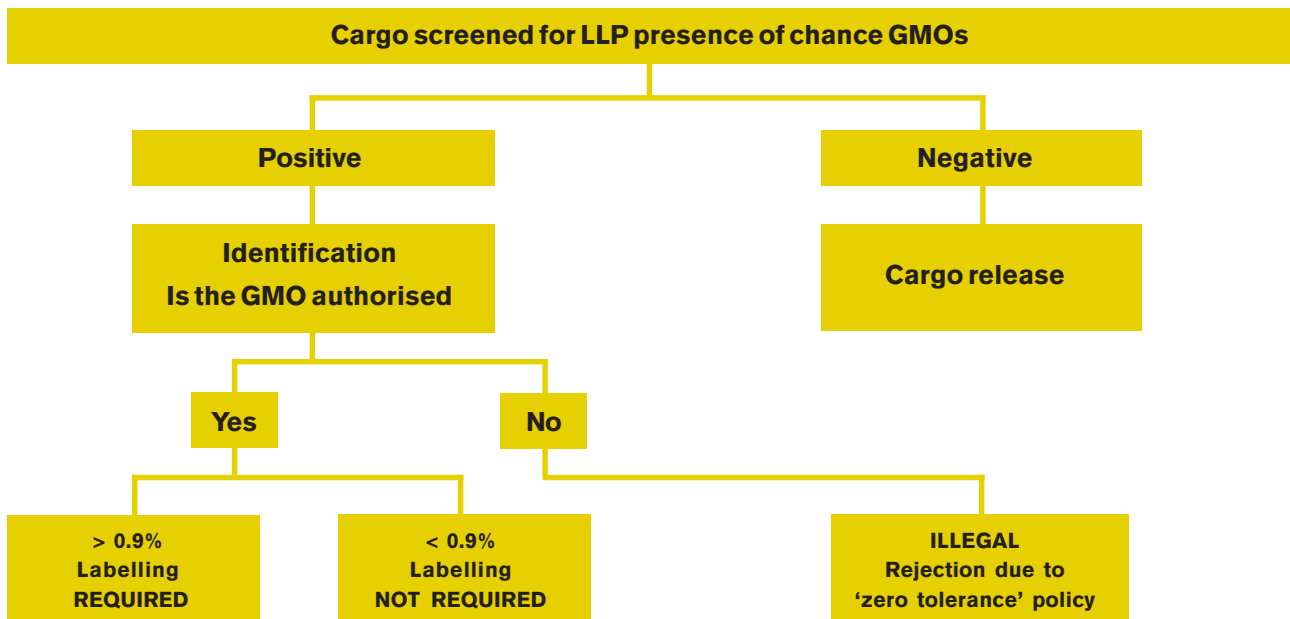 Cargo screened for LLP presence of chance GMOs
Positive
Negative
Identification
Is the GMO authorised
Cargo release
Yes
No
> 0.9%
Labelling
REQUIRED
< 0.9%
Labelling
NOT REQUIRED
ILLEGAL
Rejection due to
‘zero tolerance’ policy